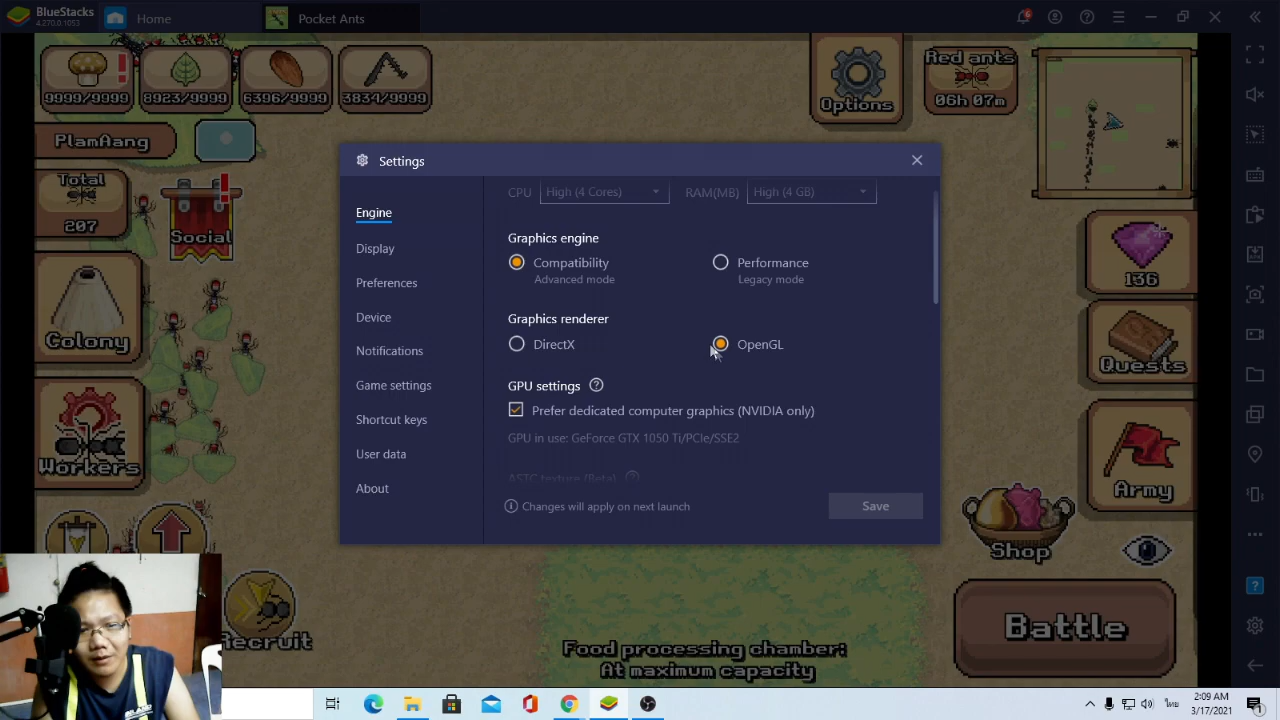 BlueStacks
4.270.0.1053
Home
Pocket Ants
6
9999/9999
8923/9999
6396/9999
3834/9999
Options
Red ants
06h 07m
PlamAang
Total
207
Social
Colony
Workers
Recruit
136
Quests
Army
Shop
Battle
Food processing chamber:
At maximum capacity
Settings
Engine
Display
Preferences
Device
Notifications
Game settings
Shortcut keys
User data
About
CPU High (4 Cores) RAM(MB) High (4 GB)
Graphics engine
Compatibility Performance
Advanced mode Legacy mode
Graphics renderer
DirectX OpenGL
GPU settings ?
Prefer dedicated computer graphics (NVIDIA only)
GPU in use: GeForce GTX 1050 Ti/PCIe/SSE2
ASTC texture (Beta) ?
Changes will apply on next launch
Save
2:09 AM
3/17/2021
1